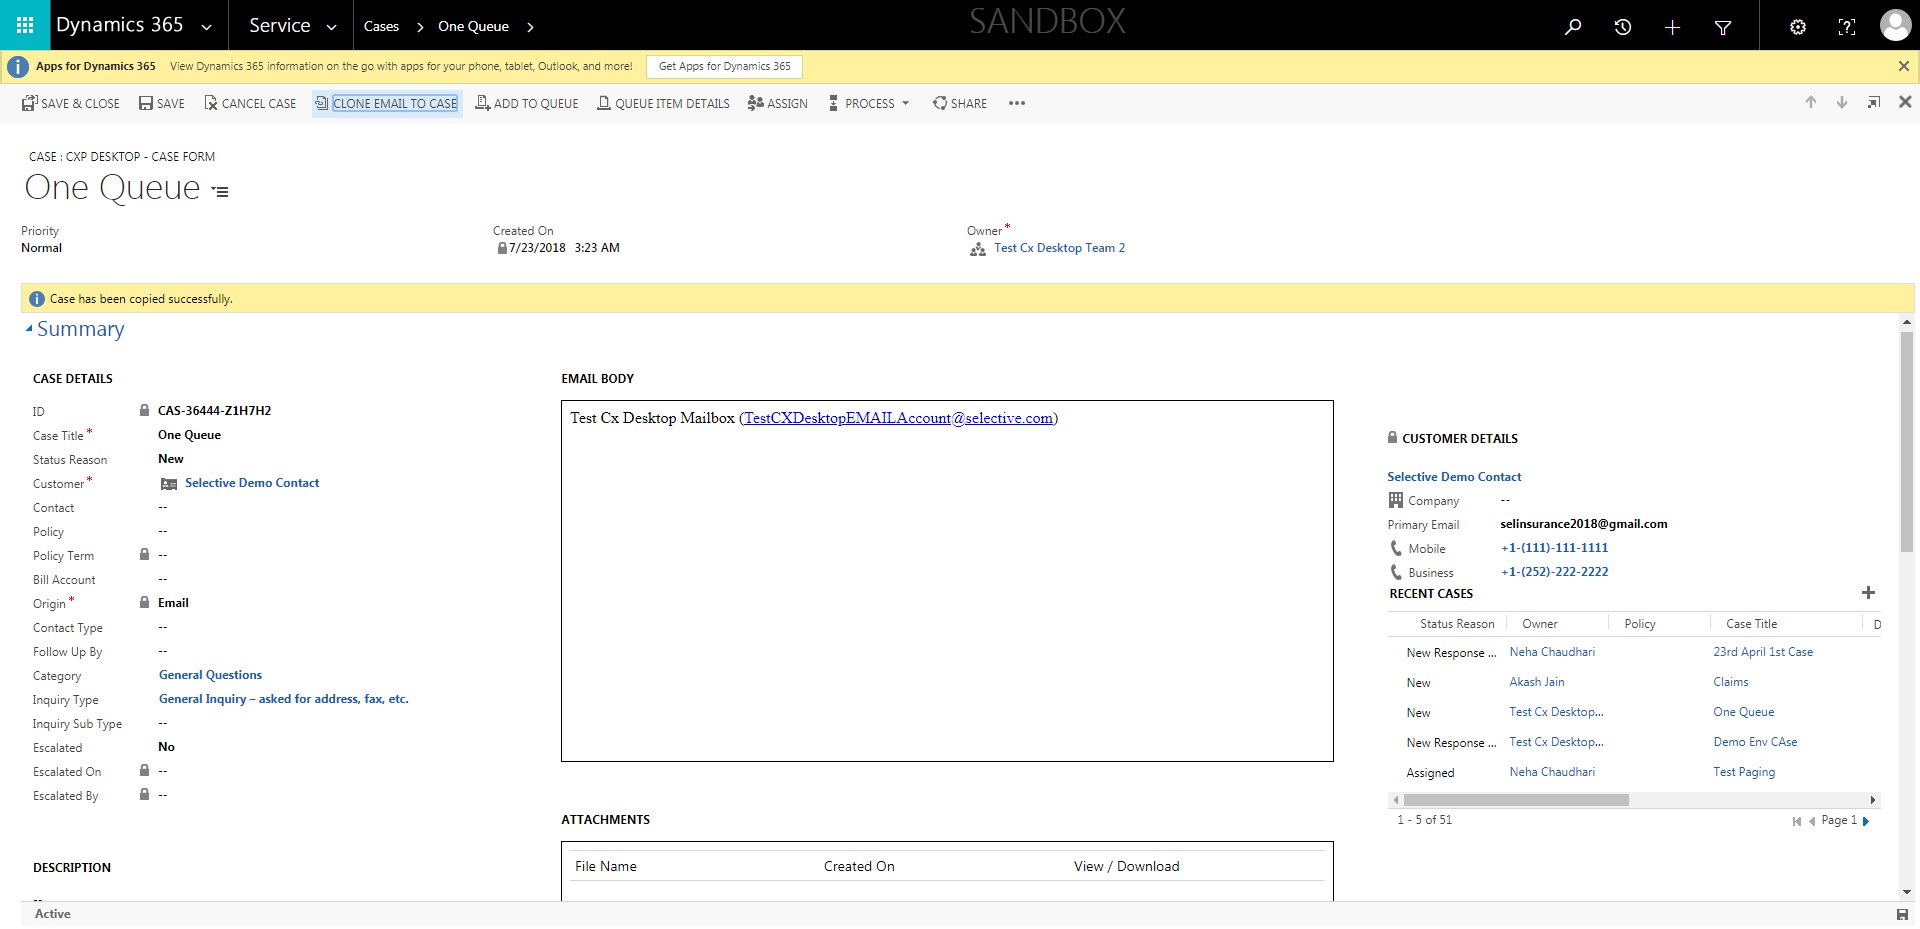 Dynamics 365 Service Cases One Queue SANDBOX
Apps for Dynamics 365 View Dynamics 365 information on the go with apps for your phone, tablet, Outlook, and more! Get Apps for Dynamics 365
SAVE & CLOSE SAVE CANCEL CASE CLONE EMAIL TO CASE ADD TO QUEUE QUEUE ITEM DETAILS ASSIGN PROCESS SHARE •••
CASE : CXP DESKTOP - CASE FORM
One Queue
Priority
Normal
Created On
7/23/2018 3:23 AM
Owner *
Test Cx Desktop Team 2
Case has been copied successfully.
Summary
CASE DETAILS
ID CAS-36444-Z1H7H2
Case Title * One Queue
Status Reason New
Customer * Selective Demo Contact
Contact --
Policy --
Policy Term --
Bill Account --
Origin * Email
Contact Type --
Follow Up By --
Category General Questions
Inquiry Type General Inquiry – asked for address, fax, etc.
Inquiry Sub Type --
Escalated No
Escalated On --
Escalated By --
DESCRIPTION
EMAIL BODY
Test Cx Desktop Mailbox (TestCXDesktopEMAILAccount@selective.com)
ATTACHMENTS
File Name Created On View / Download
CUSTOMER DETAILS
Selective Demo Contact
Company --
Primary Email selinsurance2018@gmail.com
Mobile +1-(111)-111-1111
Business +1-(252)-222-2222
RECENT CASES
Status Reason Owner Policy Case Title D
New Response ... Neha Chaudhari 23rd April 1st Case
New Akash Jain Claims
New Test Cx Desktop... One Queue
New Response ... Test Cx Desktop... Demo Env CAse
Assigned Neha Chaudhari Test Paging
1 - 5 of 51 Page 1
Active